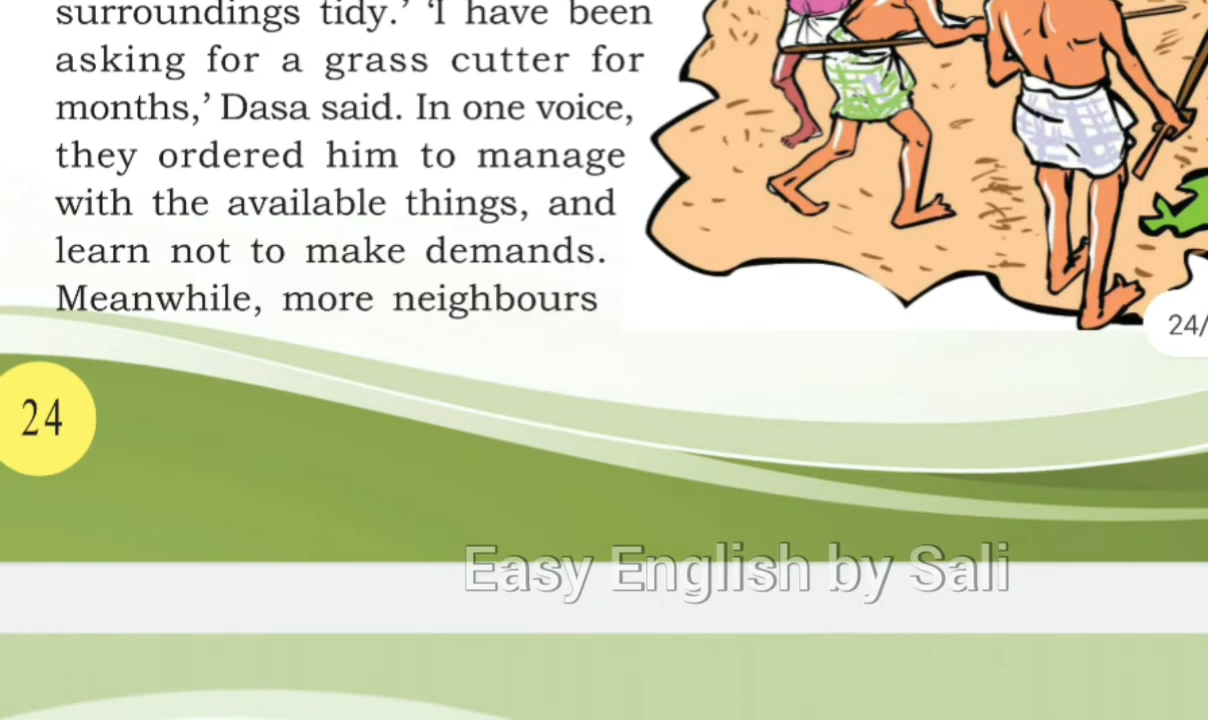 surroundings tidy.’ ‘I have been
asking for a grass cutter for
months,’ Dasa said. In one voice,
they ordered him to manage
with the available things, and
learn not to make demands.
Meanwhile, more neighbours
24/
24
Easy English by Sali